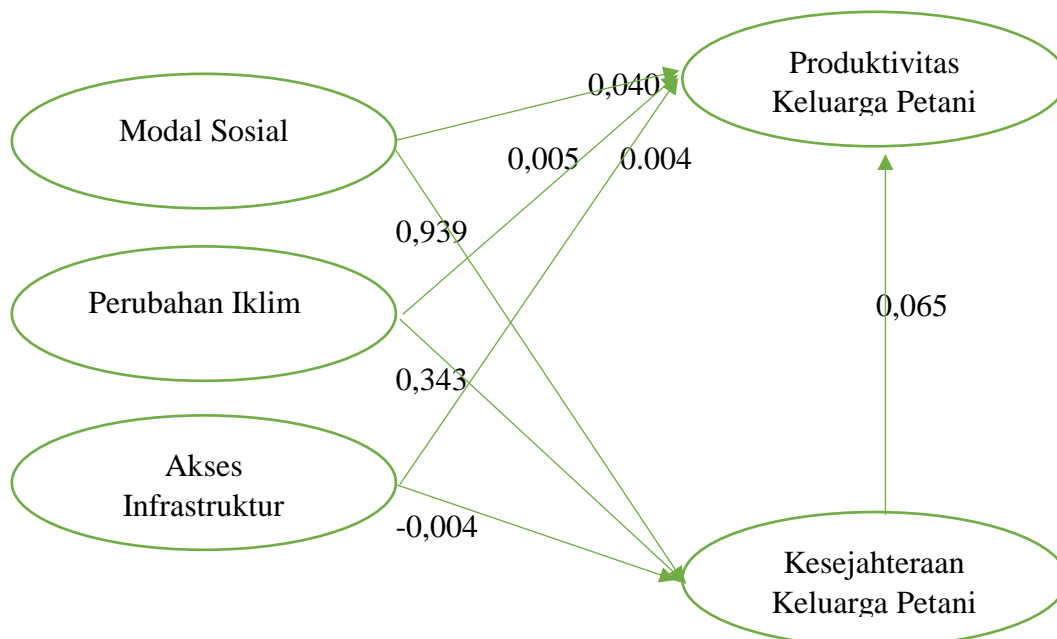 Produktivitas
Keluarga Petani
0,040
Modal Sosial
0,005
0.004
0,939
Perubahan Iklim
0,065
0,343
Akses
Infrastruktur
-0,004
Kesejahteraan
Keluarga Petani